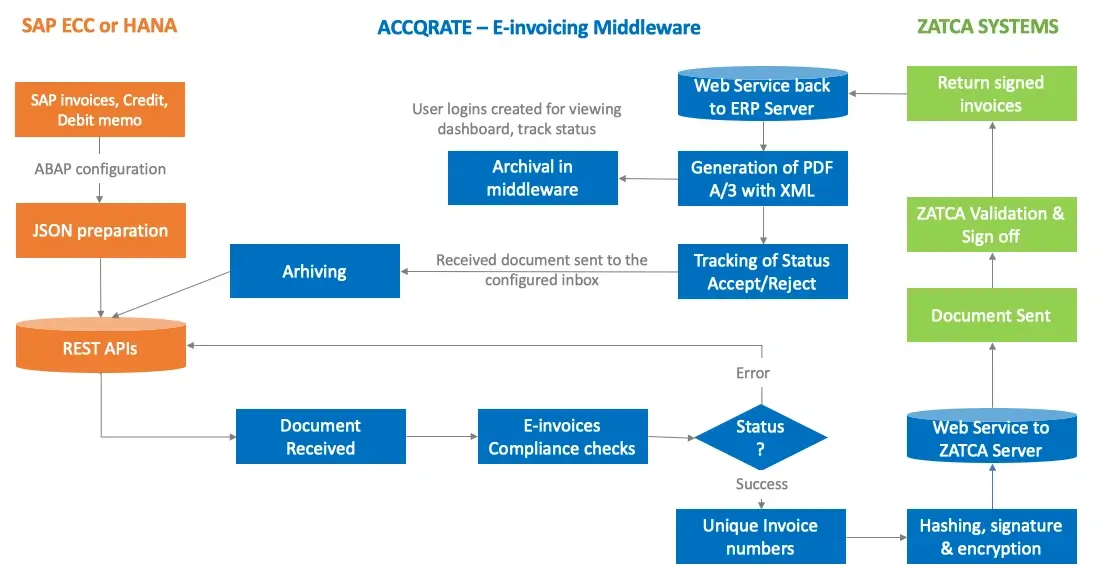 SAP ECC or HANA
ACCQRATE – E-invoicing Middleware
ZATCA SYSTEMS
SAP invoices, Credit,
Debit memo
ABAP configuration
JSON preparation
REST APIs
User logins created for viewing
dashboard, track status
Web Service back
to ERP Server
Return signed
invoices
Archival in
middleware
Generation of PDF
A/3 with XML
ZATCA Validation &
Sign off
Arhiving
Received document sent to the
configured inbox
Tracking of Status
Accept/Reject
Document Sent
Error
Document
Received
E-invoices
Compliance checks
Status
?
Web Service to
ZATCA Server
Success
Unique Invoice
numbers
Hashing, signature
& encryption